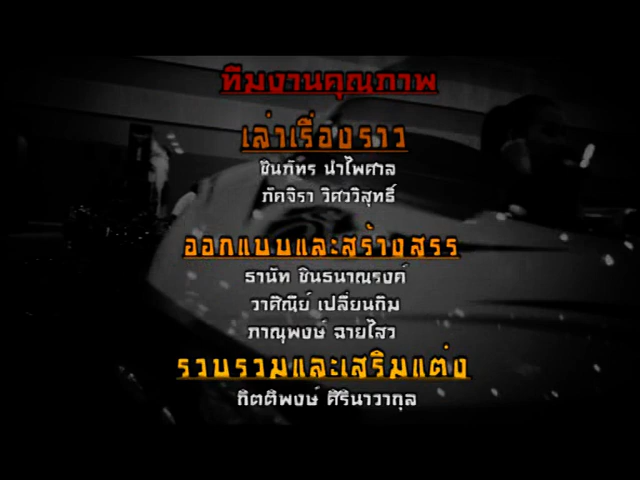 ทีมงานคุณภาพ
เล่าเรื่องราว
ชินภัทร นำไพศาล
ภัคจิรา วิศววิสุทธิ์
ออกแบบและสร้างสรร
ธานัท ชินธนาณรงค์
วาศิณีย์ เปลี่ยนถิม
ภาณุพงษ์ ฉายไสว
รวบรวมและเสริมแต่ง
กิตติพงษ์ ศิรินาวากุล